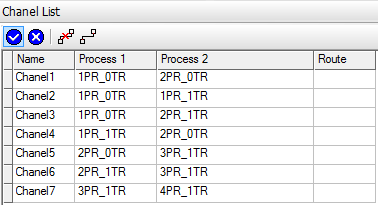 Chanel List
Name Process 1 Process 2 Route
Chanel1 1PR_0TR 2PR_0TR
Chanel2 1PR_0TR 1PR_1TR
Chanel3 1PR_0TR 2PR_1TR
Chanel4 1PR_1TR 2PR_0TR
Chanel5 2PR_0TR 3PR_1TR
Chanel6 2PR_1TR 3PR_1TR
Chanel7 3PR_1TR 4PR_1TR